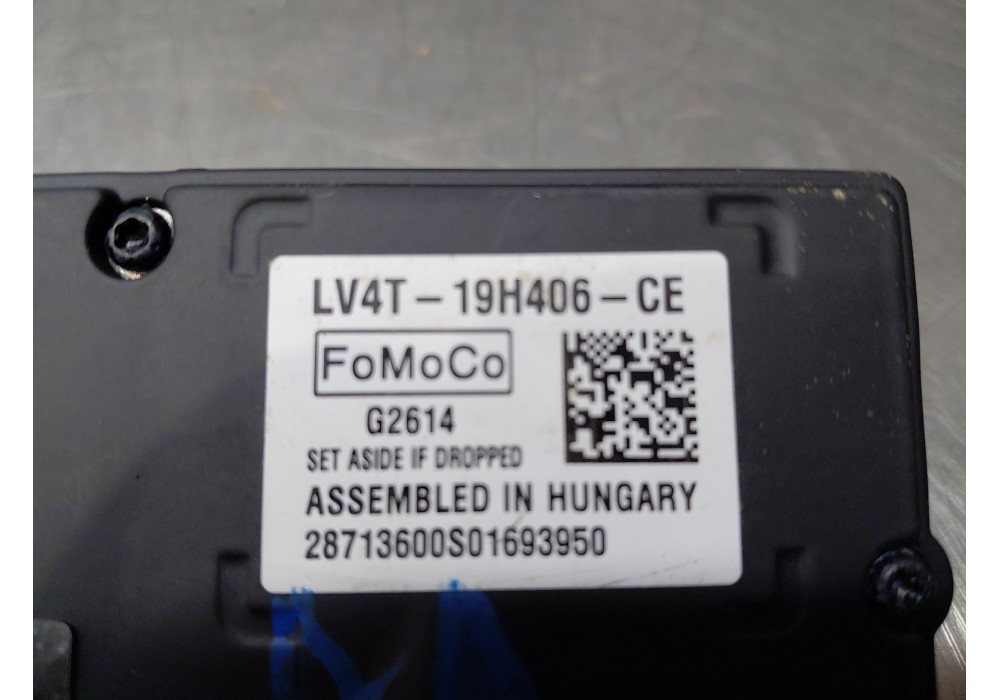 LV4T-19H406-CE
FoMoCo
G2614
SET ASIDE IF DROPPED
ASSEMBLED IN HUNGARY
28713600S01693950